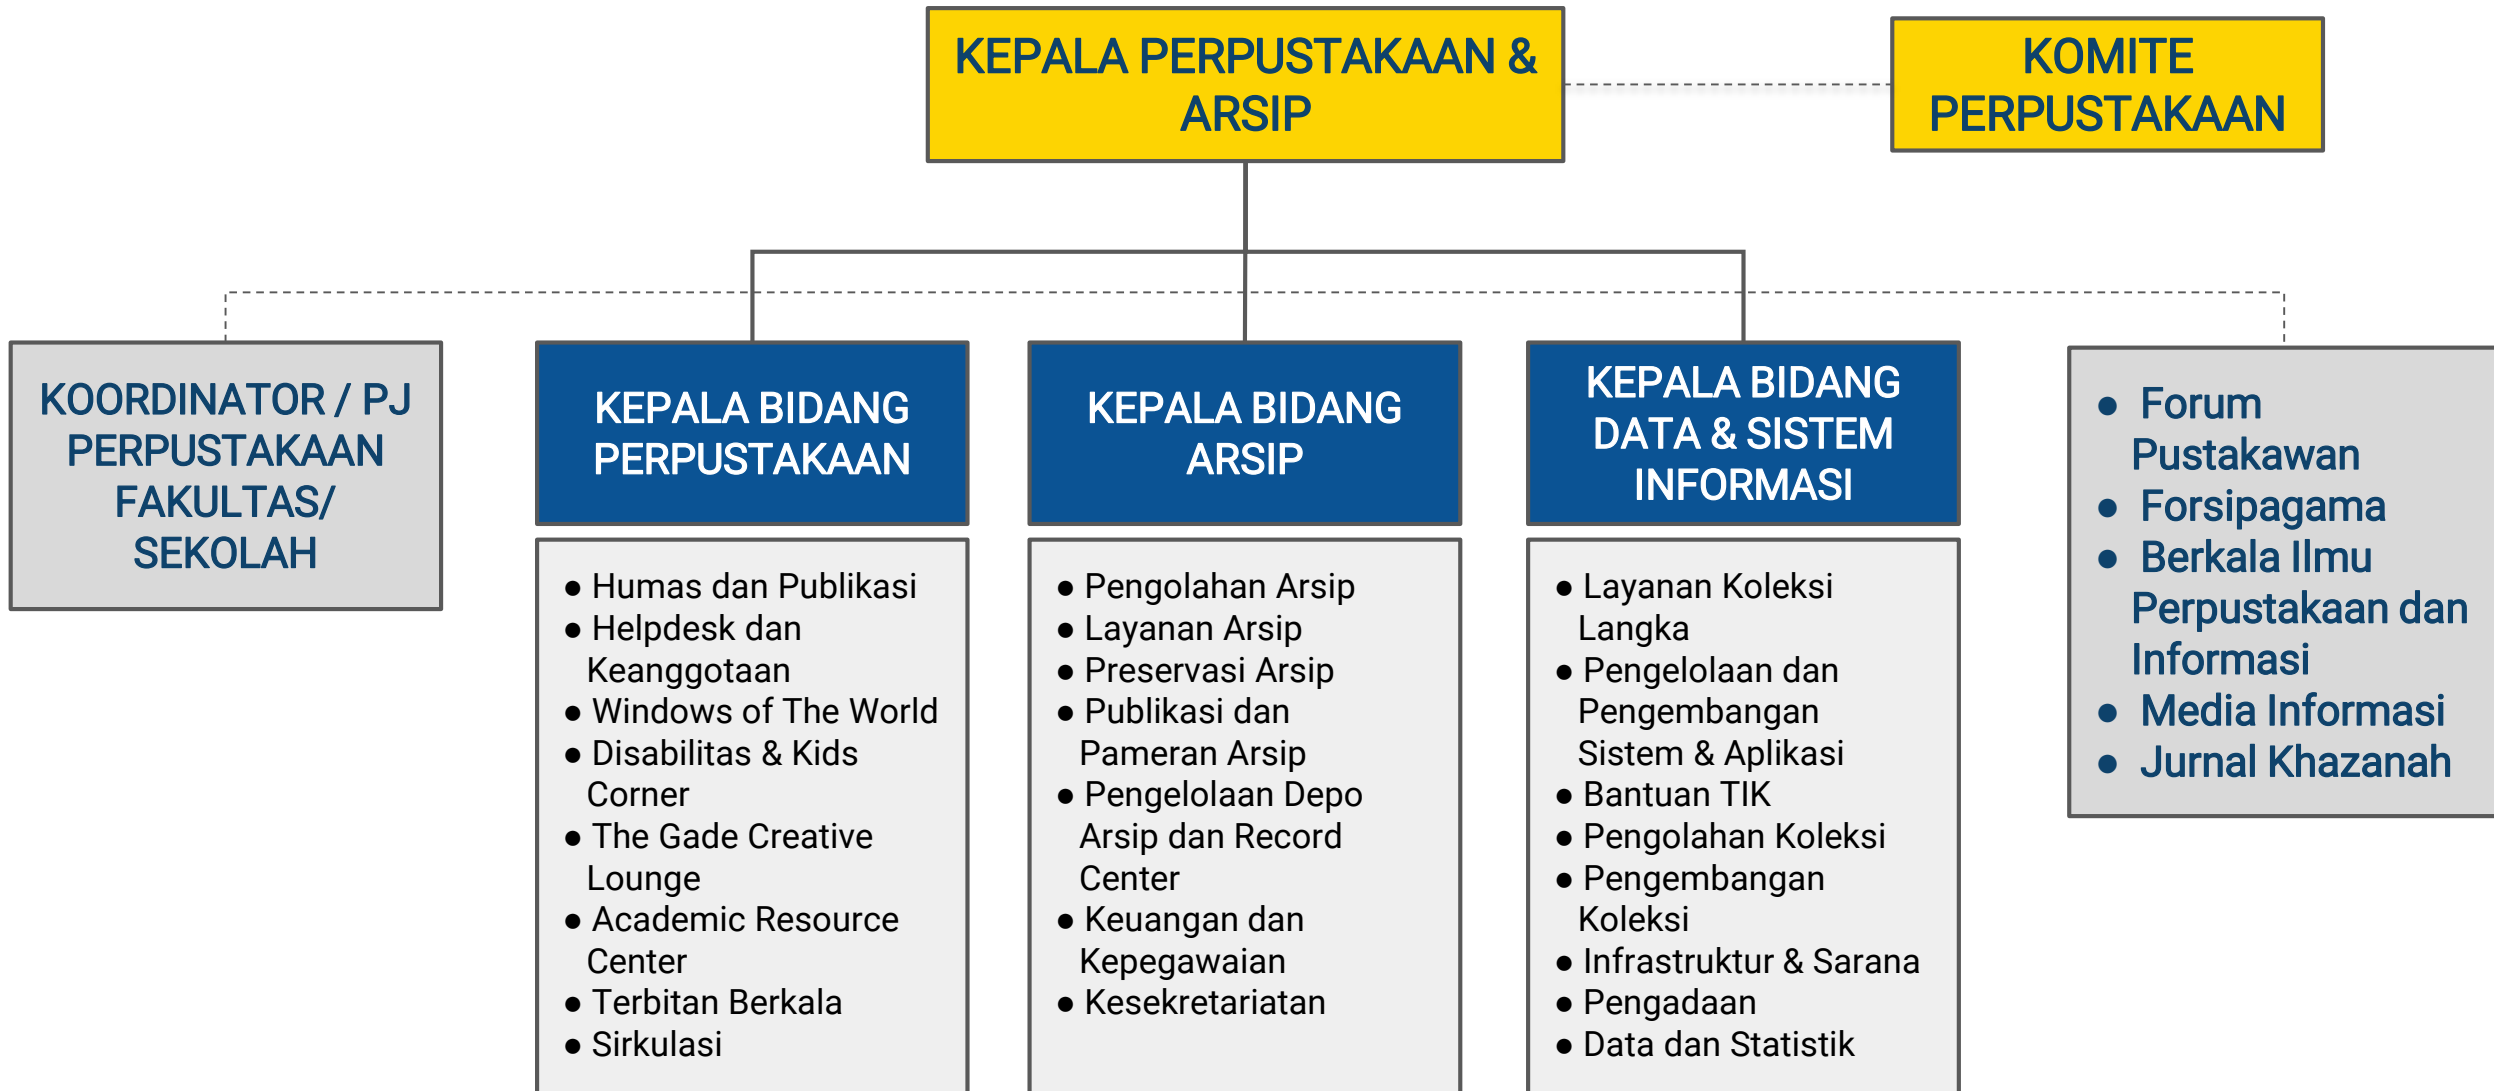 KEPALA PERPUSTAKAAN &
ARSIP
KOMITE
PERPUSTAKAAN
KOORDINATOR / PJ
PERPUSTAKAAN
FAKULTAS/
SEKOLAH
KEPALA BIDANG
PERPUSTAKAAN
● Humas dan Publikasi
● Helpdesk dan
Keanggotaan
● Windows of The World
● Disabilitas & Kids
Corner
● The Gade Creative
Lounge
● Academic Resource
Center
● Terbitan Berkala
● Sirkulasi
KEPALA BIDANG
ARSIP
● Pengolahan Arsip
● Layanan Arsip
● Preservasi Arsip
● Publikasi dan
Pameran Arsip
● Pengelolaan Depo
Arsip dan Record
Center
● Keuangan dan
Kepegawaian
● Kesekretariatan
KEPALA BIDANG
DATA & SISTEM
INFORMASI
● Layanan Koleksi
Langka
● Pengelolaan dan
Pengembangan
Sistem & Aplikasi
● Bantuan TIK
● Pengolahan Koleksi
● Pengembangan
Koleksi
● Infrastruktur & Sarana
● Pengadaan
● Data dan Statistik
● Forum
Pustakawan
● Forsipagama
● Berkala Ilmu
Perpustakaan dan
Informasi
● Media Informasi
● Jurnal Khazanah